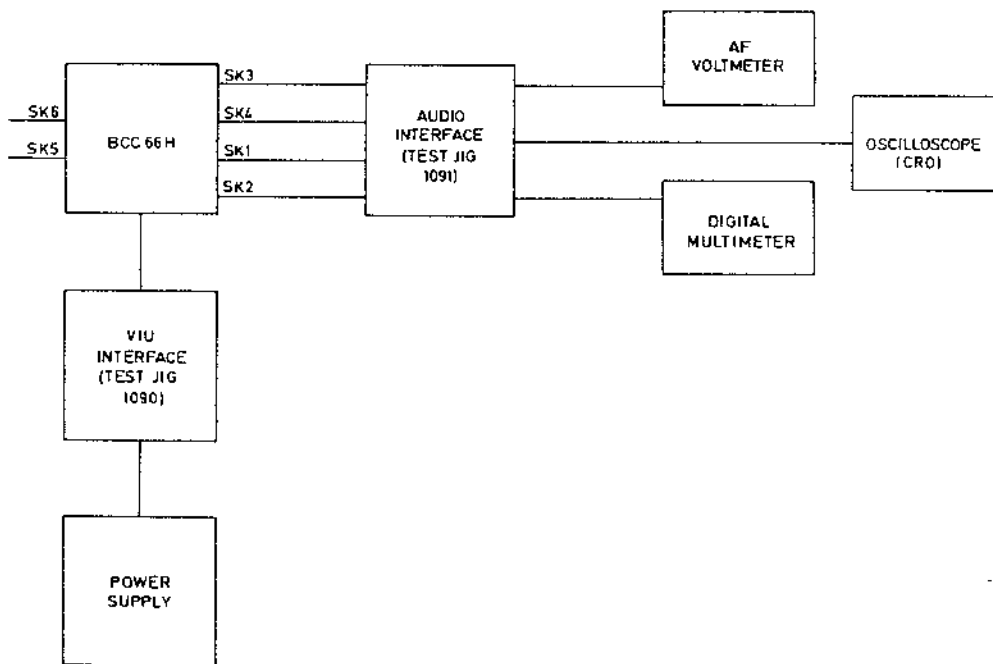 AF
VOLTMETER
SK3
SK6
SK4
BCC 66H
AUDIO
INTERFACE
(TEST JIG
1091)
OSCILLOSCOPE
(CRO)
SK5
SK1
SK2
DIGITAL
MULTIMETER
VIU
INTERFACE
(TEST JIG
1090)
POWER
SUPPLY